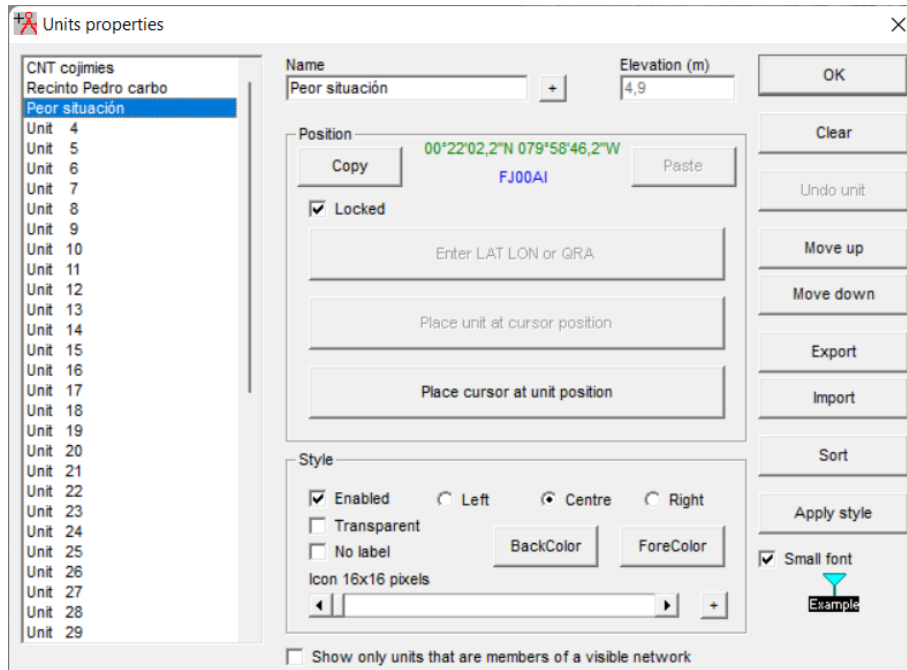 Units properties
CNT cojimies
Recinto Pedro carbo
Peor situación
Unit 4
Unit 5
Unit 6
Unit 7
Unit 8
Unit 9
Unit 10
Unit 11
Unit 12
Unit 13
Unit 14
Unit 15
Unit 16
Unit 17
Unit 18
Unit 19
Unit 20
Unit 21
Unit 22
Unit 23
Unit 24
Unit 25
Unit 26
Unit 27
Unit 28
Unit 29
Name
Elevation (m)
Peor situación
+
4,9
Position
Copy
00°22'02,2"N 079°58'46,2"W
FJ00AI
Paste
Locked
Enter LAT LON or QRA
Place unit at cursor position
Place cursor at unit position
Style
Enabled
Left
Centre
Right
Transparent
No label
BackColor
ForeColor
Icon 16x16 pixels
+
Show only units that are members of a visible network
OK
Clear
Undo unit
Move up
Move down
Export
Import
Sort
Apply style
Small font
Example